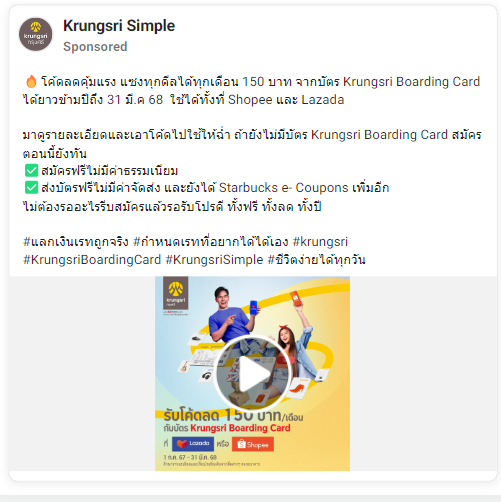 Krungsri Simple
Sponsored
🔥 โค้ดลดคุ้มแรง แซงทุกดีลได้ทุกเดือน 150 บาท จากบัตร Krungsri Boarding Card
ได้ยาวข้ามปีถึง 31 มี.ค 68 ใช้ได้ทั้งที่ Shopee และ Lazada
มาดูรายละเอียดและเอาโค้ดไปใช้ให้ฉ่ำ ถ้ายังไม่มีบัตร Krungsri Boarding Card สมัคร
ตอนนี้ยังทัน
✅ สมัครฟรีไม่มีค่าธรรมเนียม
✅ ส่งบัตรฟรีไม่มีค่าจัดส่ง และยังได้ Starbucks e- Coupons เพิ่มอีก
ไม่ต้องรออะไรรีบสมัครแล้วรอรับโปรดี ทั้งฟรี ทั้งลด ทั้งปี
#แลกเงินเรทถูกจริง #กำหนดเรทที่อยากได้ได้เอง #krungsri
#KrungsriBoardingCard #KrungsriSimple #ชีวิตง่ายได้ทุกวัน
krungsri
กรุงศรี
รับโค้ดลด 150 บาท/เดือน
กับบัตร Krungsri Boarding Card
ที่ Lazada หรือ Shopee
1 ก.ค. 67 - 31 มี.ค. 68